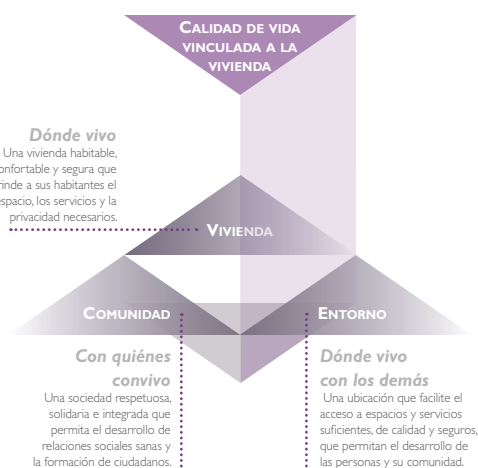 CALIDAD DE VIDA
VINCULADA A LA
VIVIENDA
Dónde vivo
Una vivienda habitable,
confortable y segura que
brinde a sus habitantes el
espacio, los servicios y la
privacidad necesarios.
VIVIENDA
COMUNIDAD
ENTORNO
Con quiénes
convivo
Una sociedad respetuosa,
solidaria e integrada que
permita el desarrollo de
relaciones sociales sanas y
la formación de ciudadanos.
Dónde vivo
con los demás
Una ubicación que facilite el
acceso a espacios y servicios
suficientes, de calidad y seguros,
que permitan el desarrollo de
las personas y su comunidad.